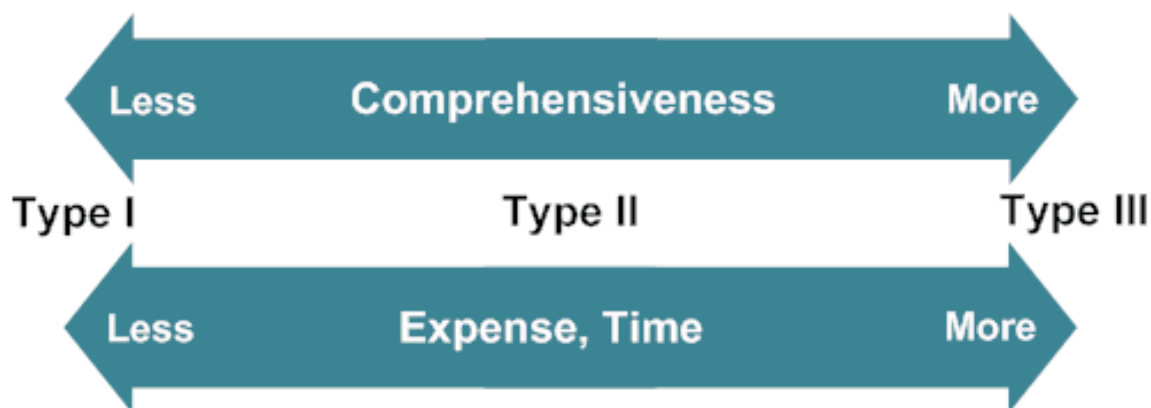 Less Comprehensiveness More
Type I Type II Type III
Less Expense, Time More